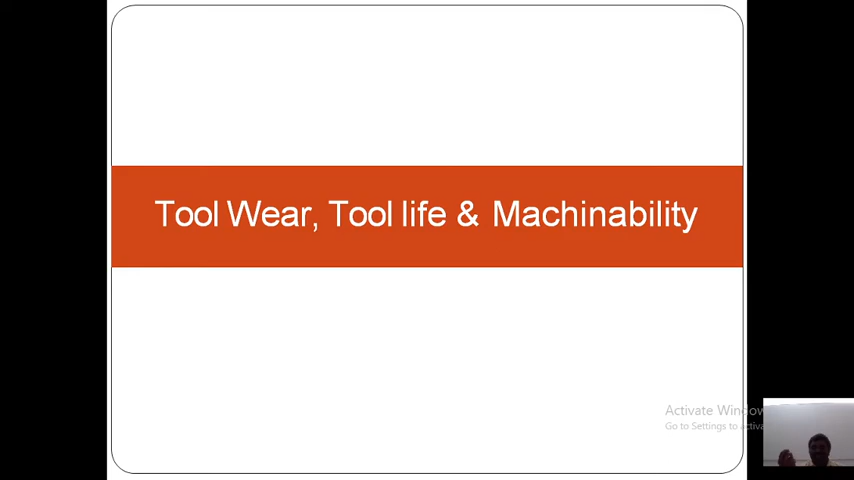 Tool Wear, Tool life & Machinability
Activate Window
Go to Settings to activa